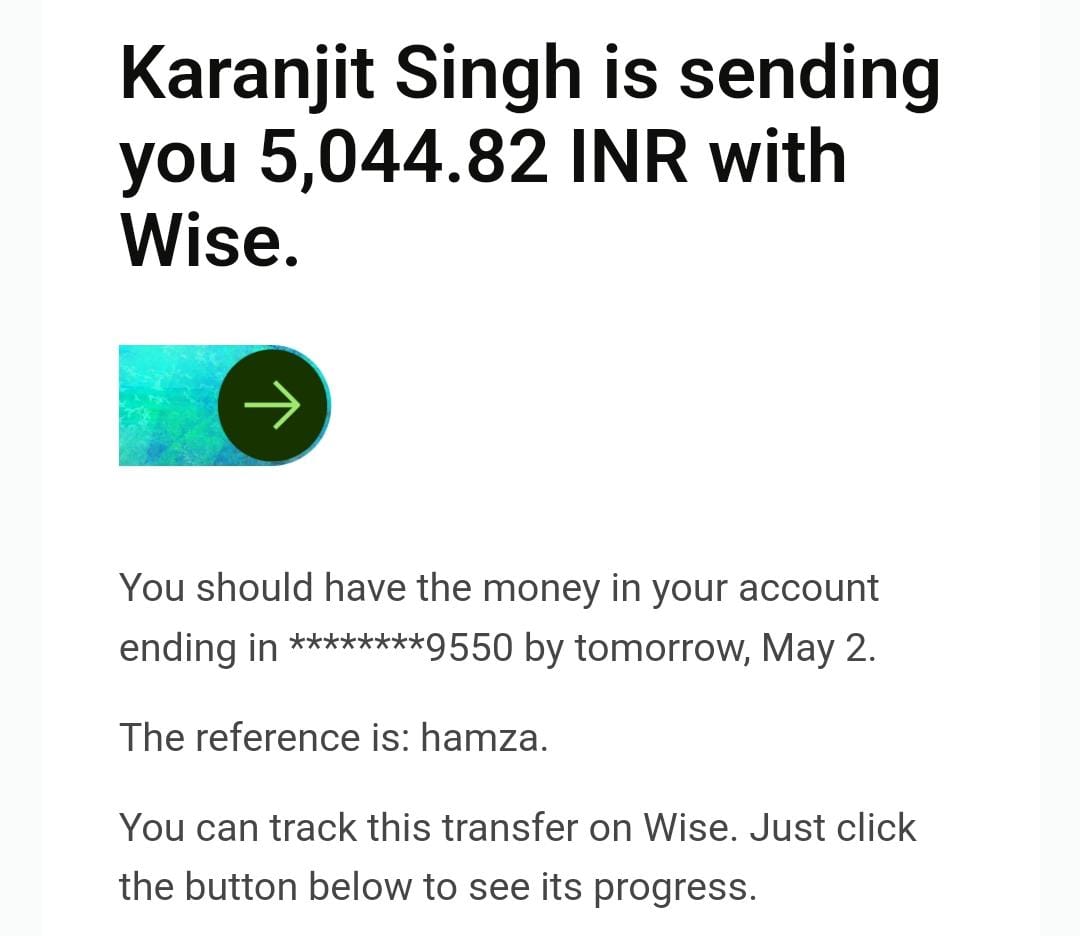 Karanjit Singh is sending
you 5,044.82 INR with
Wise.
You should have the money in your account
ending in ********9550 by tomorrow, May 2.
The reference is: hamza.
You can track this transfer on Wise. Just click
the button below to see its progress.